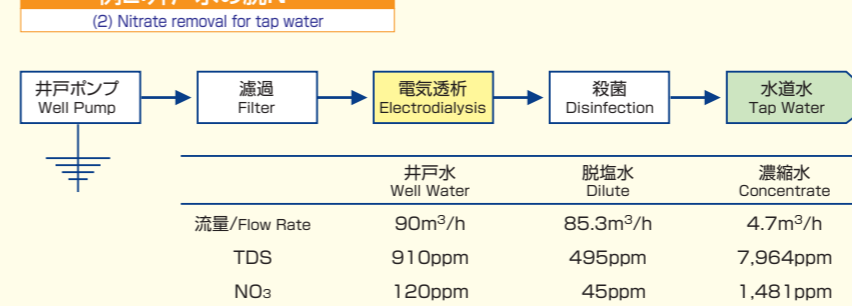 (2) Nitrate removal for tap water
井戸ポンプ
Well Pump
濾過
Filter
電気透析
Electrodialysis
殺菌
Disinfection
水道水
Tap Water
井戸水 脱塩水 濃縮水
Well Water Dilute Concentrate
流量/Flow Rate 90m³/h 85.3m³/h 4.7m³/h
TDS 910ppm 495ppm 7,964ppm
NO₃ 120ppm 45ppm 1,481ppm